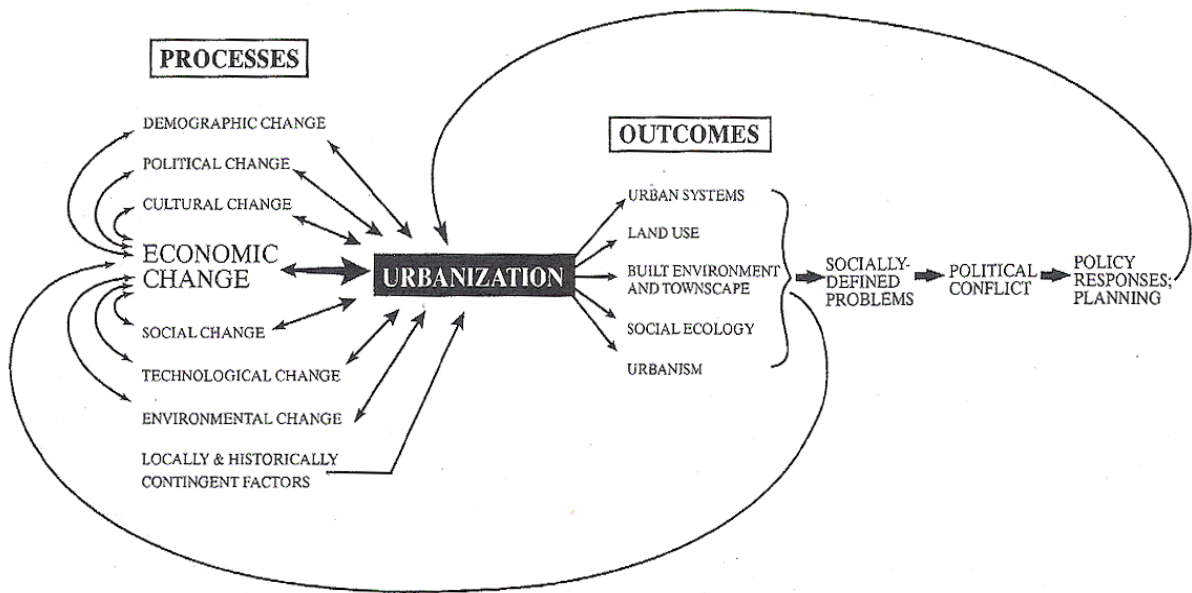 PROCESSES
DEMOGRAPHIC CHANGE
POLITICAL CHANGE
CULTURAL CHANGE
ECONOMIC
CHANGE
SOCIAL CHANGE
TECHNOLOGICAL CHANGE
ENVIRONMENTAL CHANGE
LOCALLY & HISTORICALLY
CONTINGENT FACTORS
URBANIZATION
OUTCOMES
URBAN SYSTEMS
LAND USE
BUILT ENVIRONMENT
AND TOWNSCAPE
SOCIAL ECOLOGY
URBANISM
SOCIALLY-
DEFINED
PROBLEMS
POLITICAL
CONFLICT
POLICY
RESPONSES;
PLANNING